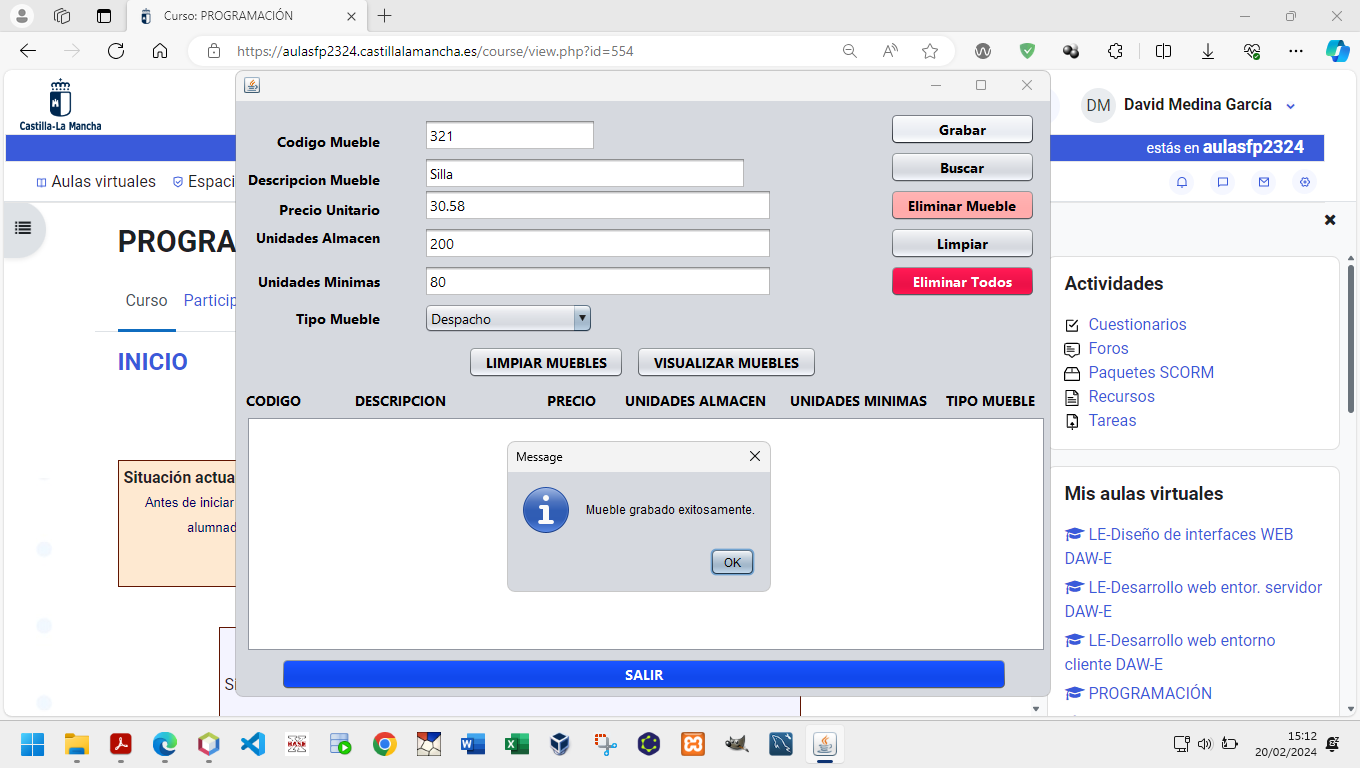 Curso: PROGRAMACIÓN
https://aulasfp2324.castillalamancha.es/course/view.php?id=554
Castilla-La Mancha
DM David Medina García
estás en aulasfp2324
Aulas virtuales
Espaci
PROGRA
Curso
Particip
INICIO
Situación actua
Antes de iniciar
alumnad
Si
Codigo Mueble 321
Descripcion Mueble Silla
Precio Unitario 30.58
Unidades Almacen 200
Unidades Minimas 80
Tipo Mueble Despacho
Grabar
Buscar
Eliminar Mueble
Limpiar
Eliminar Todos
LIMPIAR MUEBLES VISUALIZAR MUEBLES
CODIGO DESCRIPCION PRECIO UNIDADES ALMACEN UNIDADES MINIMAS TIPO MUEBLE
Message
Mueble grabado exitosamente.
OK
SALIR
Actividades
Cuestionarios
Foros
Paquetes SCORM
Recursos
Tareas
Mis aulas virtuales
LE-Diseño de interfaces WEB
DAW-E
LE-Desarrollo web entor. servidor
DAW-E
LE-Desarrollo web entorno
cliente DAW-E
PROGRAMACIÓN
15:12
20/02/2024